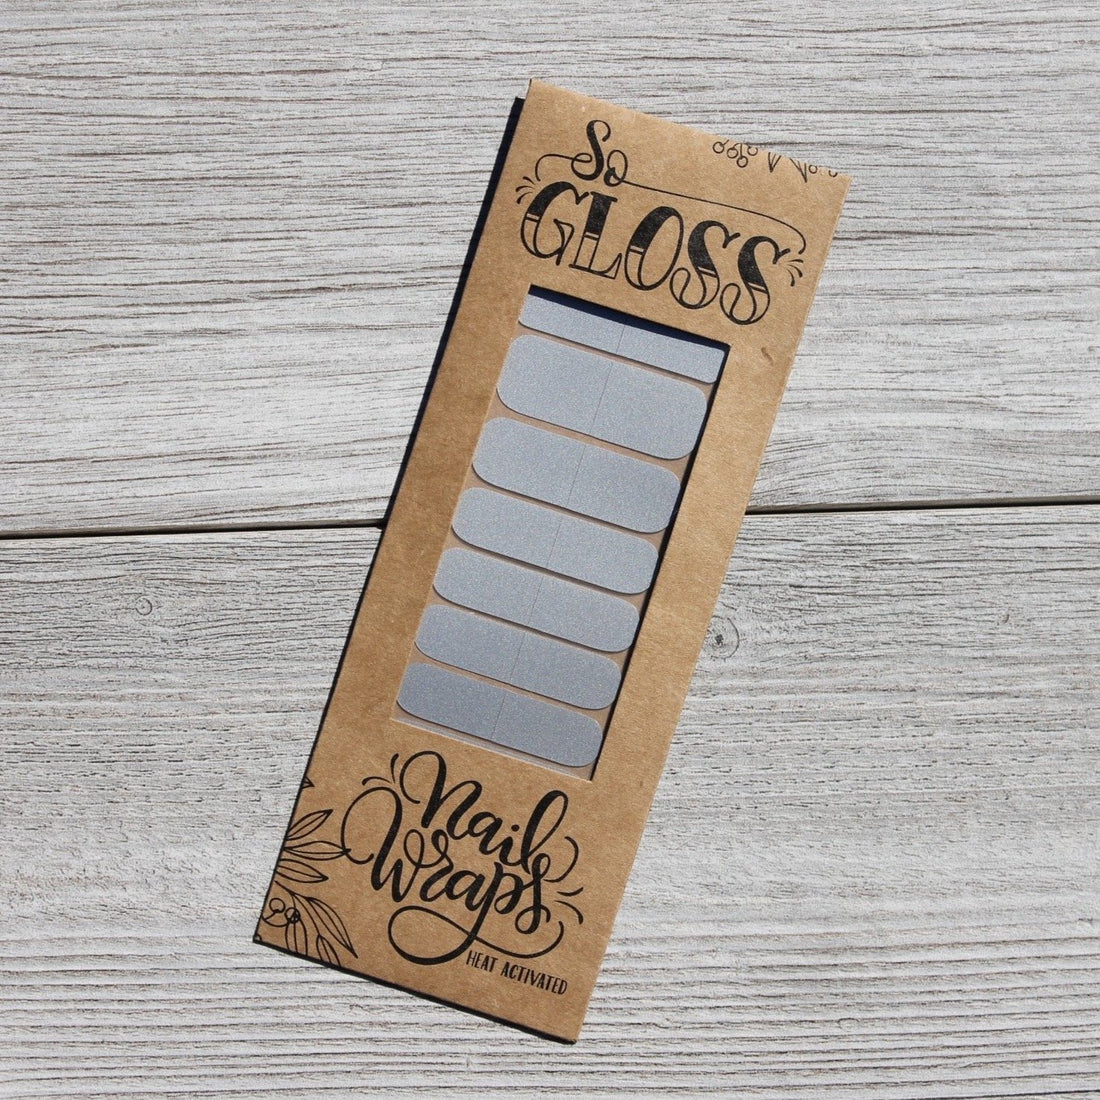 So
GLOSS
Nail
Wraps
HEAT ACTIVATED